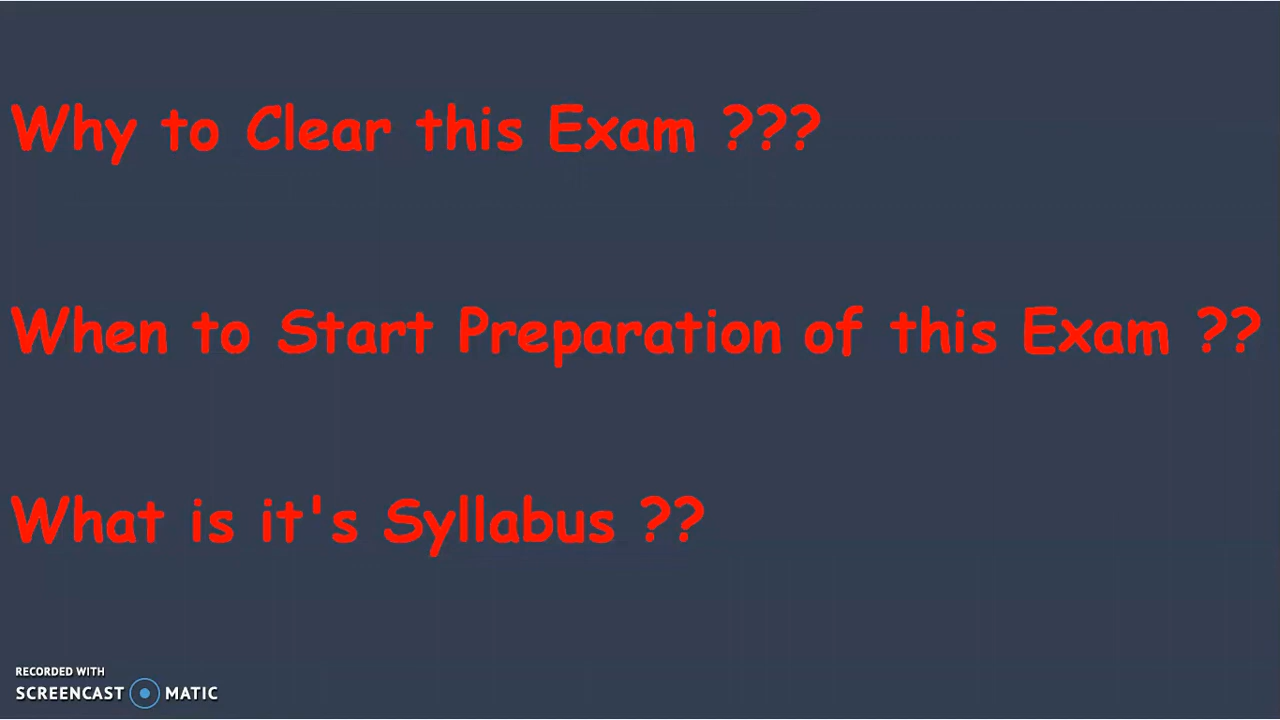 Why to Clear this Exam ???
When to Start Preparation of this Exam ??
What is it's Syllabus ??
RECORDED WITH
SCREENCAST MATIC